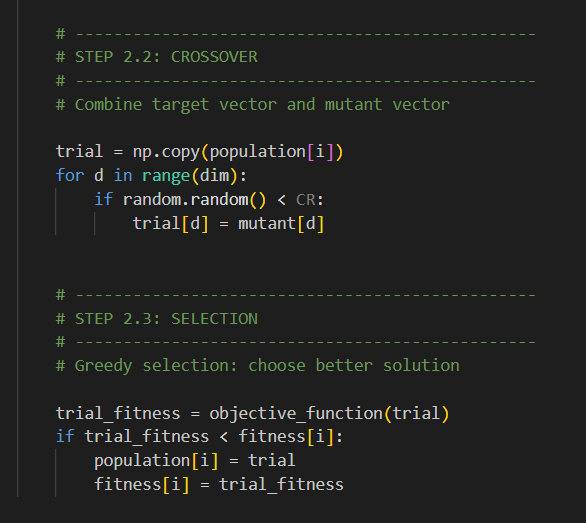 # ------------------------------------------------
# STEP 2.2: CROSSOVER
# ------------------------------------------------
# Combine target vector and mutant vector
trial = np.copy(population[i])
for d in range(dim):
    if random.random() < CR:
        trial[d] = mutant[d]
# ------------------------------------------------
# STEP 2.3: SELECTION
# ------------------------------------------------
# Greedy selection: choose better solution
trial_fitness = objective_function(trial)
if trial_fitness < fitness[i]:
    population[i] = trial
    fitness[i] = trial_fitness